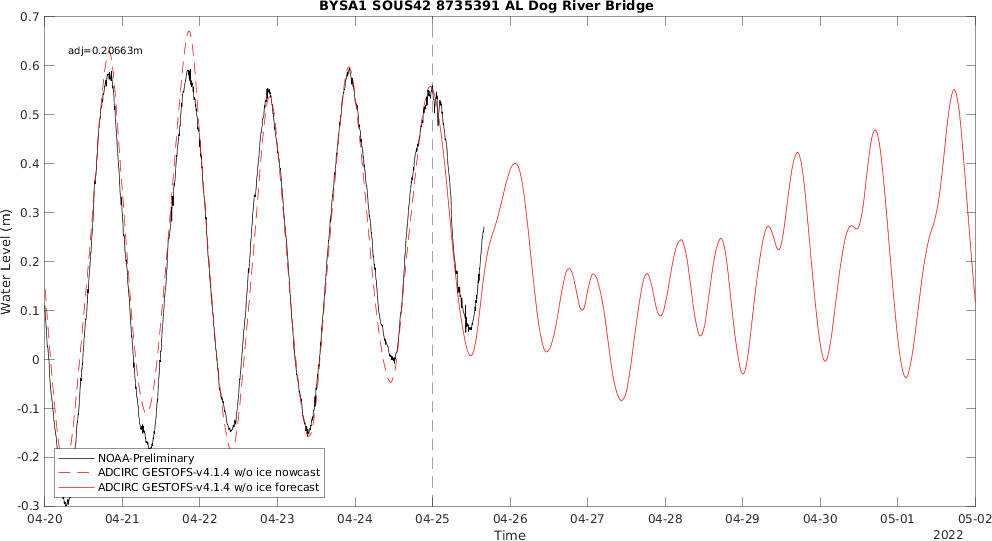 BYSA1 SOUS42 8735391 AL Dog River Bridge
0.7
adj=0.20663m
0.6
0.5
0.4
0.3
0.2
0.1
0
-0.1
-0.2
-0.3
Water Level (m)
NOAA-Preliminary
ADCIRC GESTOFS-v4.1.4 w/o ice nowcast
ADCIRC GESTOFS-v4.1.4 w/o ice forecast
04-20 04-21 04-22 04-23 04-24 04-25 04-26 04-27 04-28 04-29 04-30 05-01 05-02
Time
2022